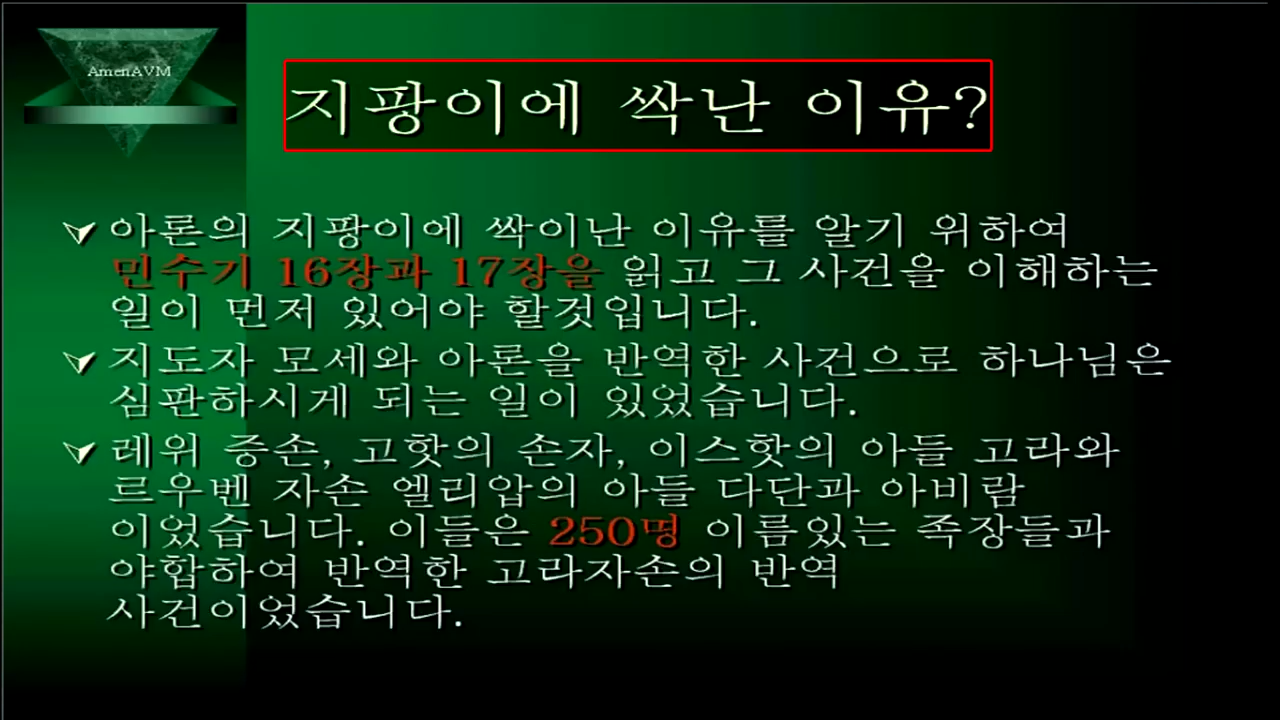 AmenAVM
지팡이에 싹난 이유?
아론의 지팡이에 싹이난 이유를 알기 위하여
민수기 16장과 17장을 읽고 그 사건을 이해하는
일이 먼저 있어야 할것입니다.
지도자 모세와 아론을 반역한 사건으로 하나님은
심판하시게 되는 일이 있었습니다.
레위 증손, 고핫의 손자, 이스핫의 아들 고라와
르우벤 자손 엘리압의 아들 다단과 아비람
이었습니다. 이들은 250명 이름있는 족장들과
야합하여 반역한 고라자손의 반역
사건이었습니다.